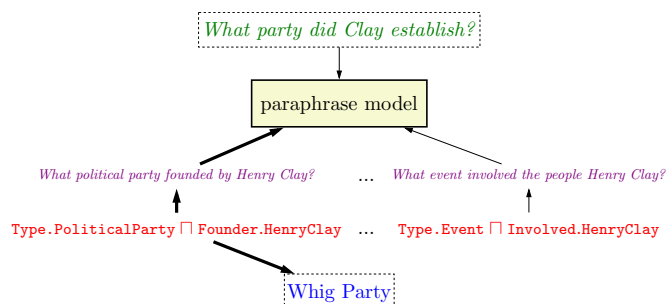 What party did Clay establish?
paraphrase model
What political party founded by Henry Clay? ... What event involved the people Henry Clay?
Type.PoliticalParty ⊓ Founder.HenryClay ... Type.Event ⊓ Involved.HenryClay
Whig Party